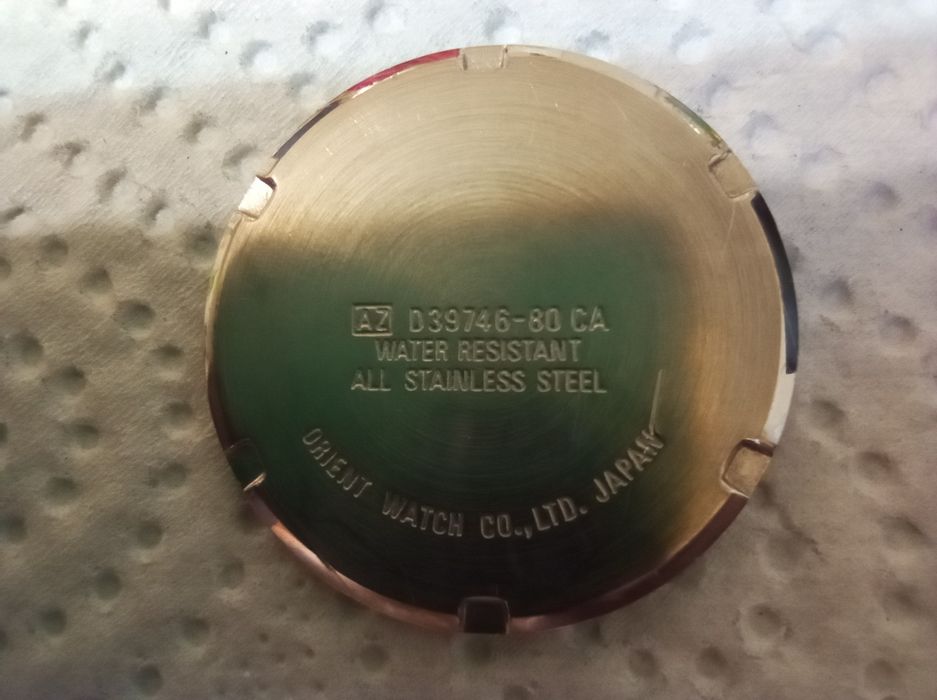 AZ D39746-80 CA
WATER RESISTANT
ALL STAINLESS STEEL
ORIENT WATCH CO.,LTD. JAPAN